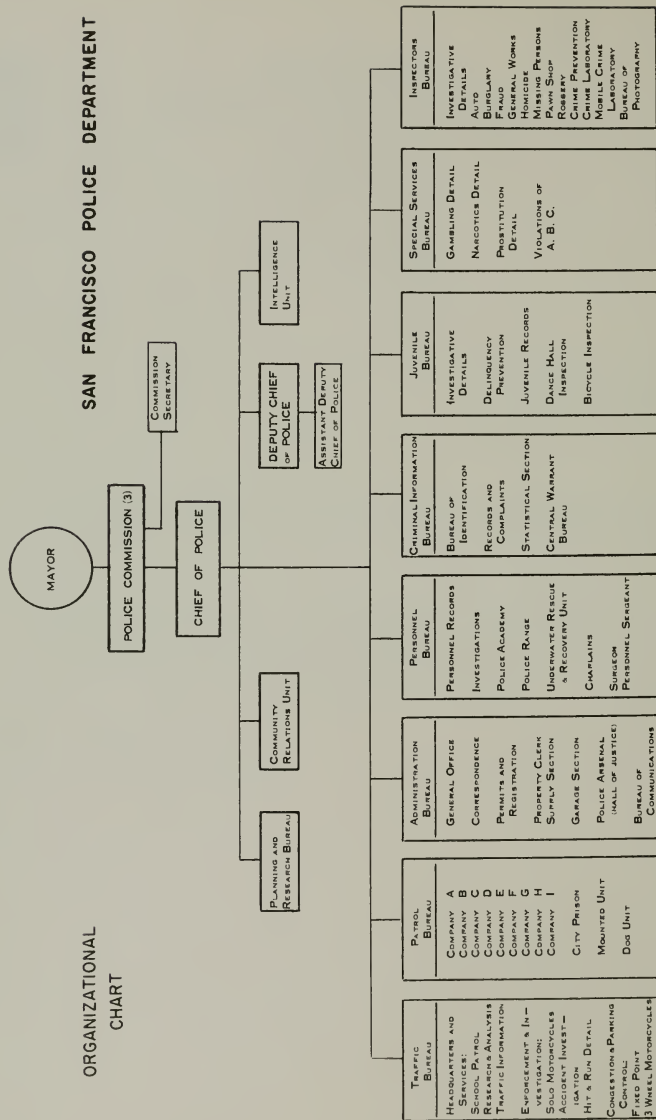 ORGANIZATIONAL
CHART
SAN FRANCISCO POLICE DEPARTMENT
MAYOR
POLICE COMMISSION (3)
COMMISSION
SECRETARY
CHIEF OF POLICE
PLANNING AND
RESEARCH BUREAU
COMMUNITY
RELATIONS UNIT
DEPUTY CHIEF
OF POLICE
ASSISTANT DEPUTY
CHIEF OF POLICE
INTELLIGENCE
UNIT
TRAFFIC
BUREAU
HEADQUARTERS AND
SERVICES:
SCHOOL PATROL
RESEARCH & ANALYSIS
TRAFFIC INFORMATION
ENFORCEMENT & IN-
VESTIGATION:
SOLO MOTORCYCLES
ACCIDENT INVEST-
IGATION
HIT & RUN DETAIL
CONGESTION & PARKING
CONTROL:
FIXED POINT
WHEEL MOTORCYCLES
PATROL
BUREAU
COMPANY A
COMPANY B
COMPANY C
COMPANY D
COMPANY E
COMPANY F
COMPANY G
COMPANY H
COMPANY I
CITY PRISON
MOUNTED UNIT
DOG UNIT
ADMINISTRATION
BUREAU
GENERAL OFFICE
CORRESPONDENCE
PERMITS AND
REGISTRATION
PROPERTY CLERK
SUPPLY SECTION
GARAGE SECTION
POLICE ARSENAL
(HALL OF JUSTICE)
BUREAU OF
COMMUNICATIONS
PERSONNEL
BUREAU
PERSONNEL RECORDS
INVESTIGATIONS
POLICE ACADEMY
POLICE RANGE
UNDERWATER RESCUE
& RECOVERY UNIT
CHAPLAINS
SURGEON
PERSONNEL SERGEANT
CRIMINAL INFORMATION
BUREAU
BUREAU OF
IDENTIFICATION
RECORDS AND
COMPLAINTS
STATISTICAL SECTION
CENTRAL WARRANT
BUREAU
JUVENILE
BUREAU
INVESTIGATIVE
DETAILS
DELINQUENCY
PREVENTION
JUVENILE RECORDS
DANCE HALL
INSPECTION
BICYCLE INSPECTION
SPECIAL SERVICES
BUREAU
GAMBLING DETAIL
NARCOTICS DETAIL
PROSTITUTION
DETAIL
VIOLATIONS OF
A. B. C.
INSPECTORS
BUREAU
INVESTIGATIVE
DETAILS
AUTO
BURGLARY
FRAUD
GENERAL WORKS
HOMICIDE
MISSING PERSONS
PAWN SHOP
ROBBERY
CRIME PREVENTION
CRIME LABORATORY
MOBILE CRIME
LABORATORY
BUREAU OF
PHOTOGRAPHY